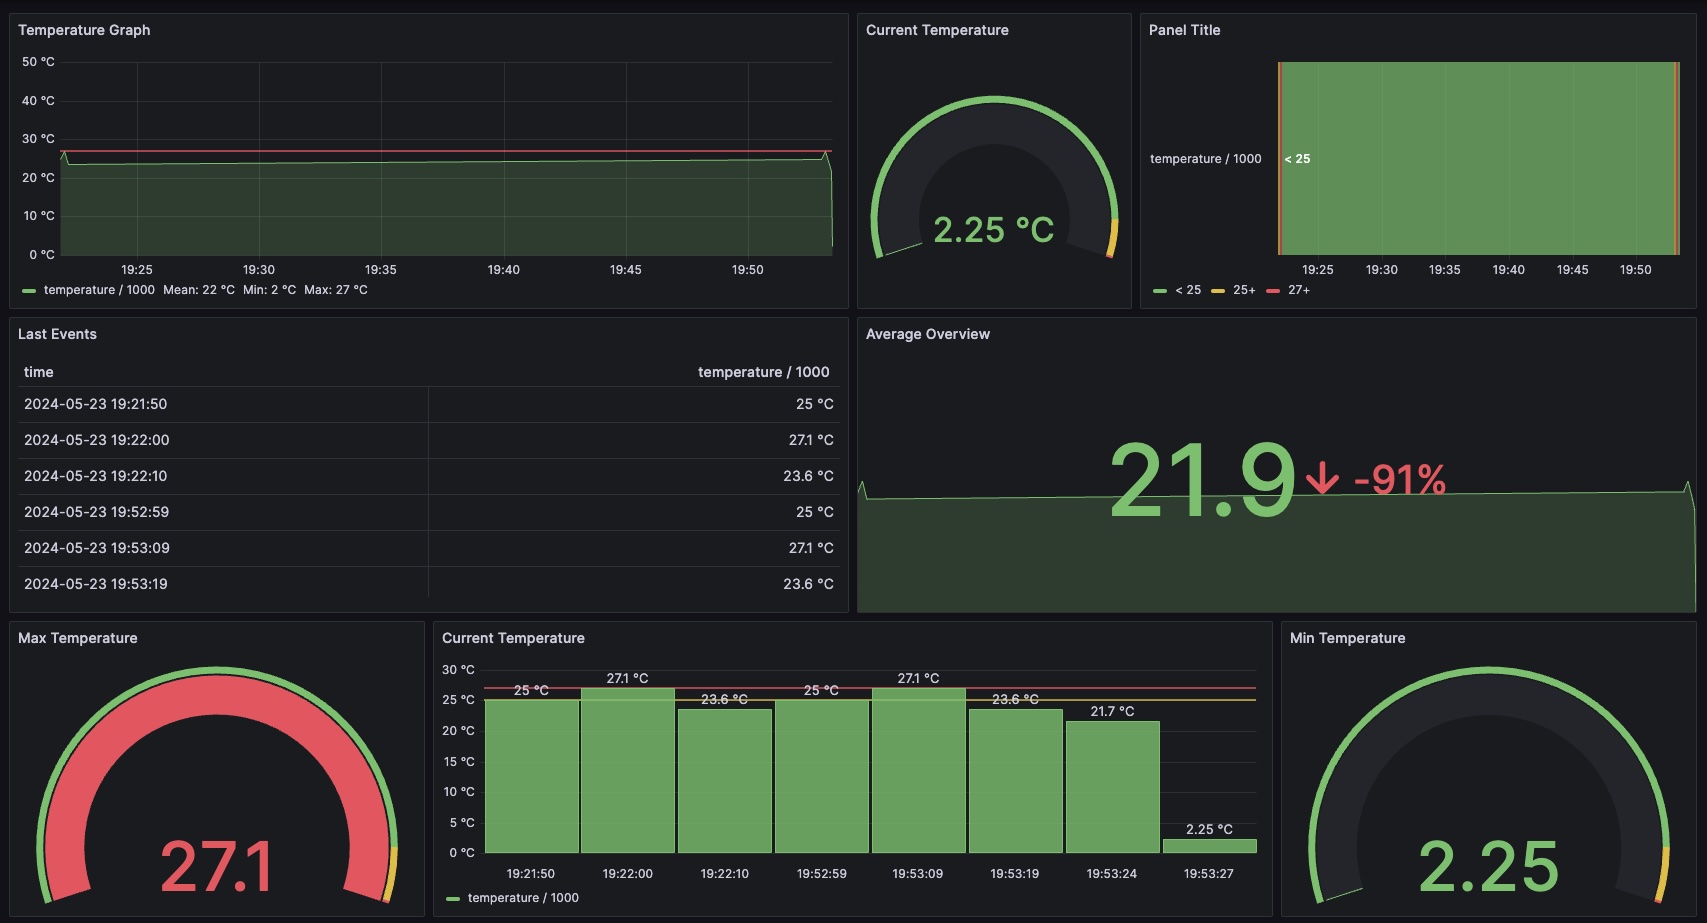 Temperature Graph
50 °C
40 °C
30 °C
20 °C
10 °C
0 °C
19:25 19:30 19:35 19:40 19:45 19:50
temperature / 1000 Mean: 22 °C Min: 2 °C Max: 27 °C
Current Temperature
2.25 °C
Panel Title
temperature / 1000
< 25
19:25 19:30 19:35 19:40 19:45 19:50
< 25 25+ 27+
Last Events
time temperature / 1000
2024-05-23 19:21:50 25 °C
2024-05-23 19:22:00 27.1 °C
2024-05-23 19:22:10 23.6 °C
2024-05-23 19:52:59 25 °C
2024-05-23 19:53:09 27.1 °C
2024-05-23 19:53:19 23.6 °C
Average Overview
21.9 -91%
Max Temperature
27.1
Current Temperature
30 °C
25 °C
20 °C
15 °C
10 °C
5 °C
0 °C
25 °C 27.1 °C 23.6 °C 25 °C 27.1 °C 23.6 °C 21.7 °C 2.25 °C
19:21:50 19:22:00 19:22:10 19:52:59 19:53:09 19:53:19 19:53:24 19:53:27
temperature / 1000
Min Temperature
2.25